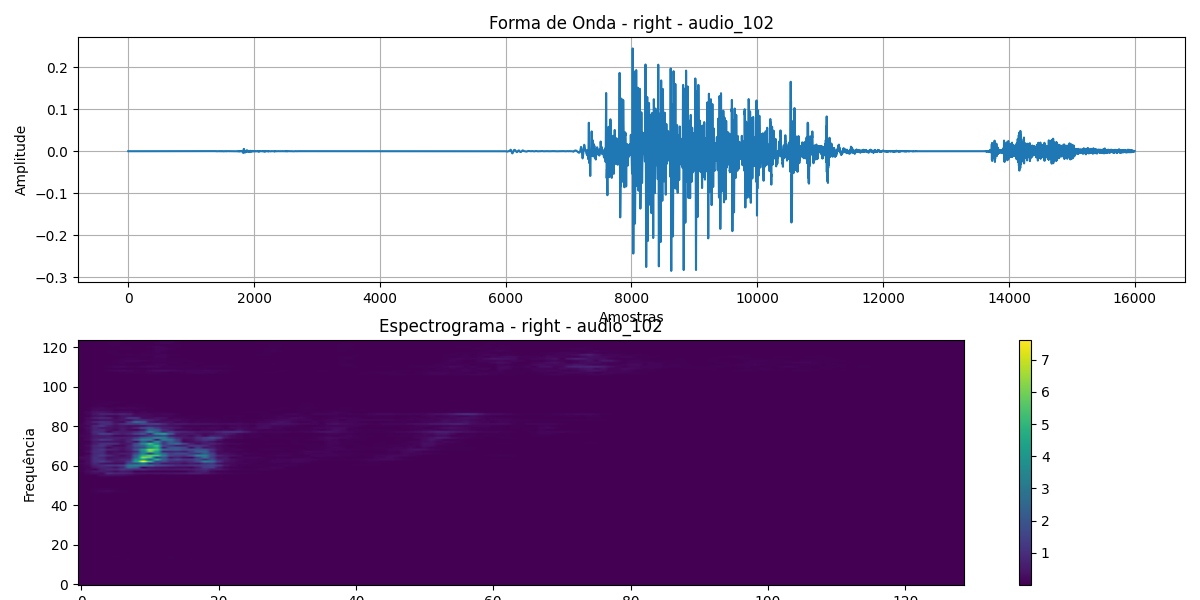 Forma de Onda - right - audio_102
Amplitude
0.2
0.1
0.0
−0.1
−0.2
−0.3
0 2000 4000 6000 8000 10000 12000 14000 16000
Amostras
Espectrograma - right - audio_102
Frequência
120
100
80
60
40
20
0
0 20 40 60 80 100 120
7
6
5
4
3
2
1